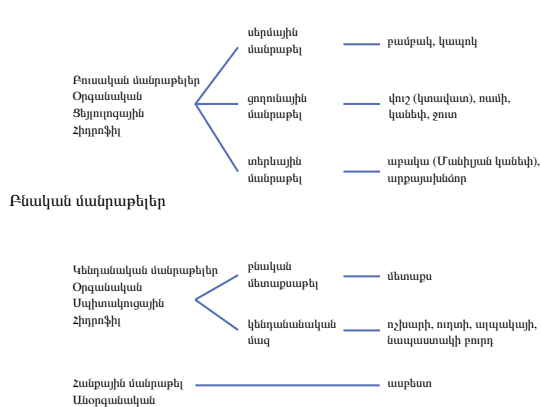 սերմային
մանրաթել
բամբակ, կապոկ
Բուսական մանրաթելեր
Օրգանական
Ցելյուլոզային
Հիդրոֆիլ
ցողունային
մանրաթել
վուշ (կտավատ), ռամի,
կանեփ, ջուտ
տերևային
մանրաթել
աբակա (Մանիլյան կանեփ),
արքայախնձոր
Բնական մանրաթելեր
Կենդանական մանրաթելեր
Օրգանական
Սպիտակուցային
Հիդրոֆիլ
բնական
մետաքսաթել
մետաքս
կենդանանական
մազ
ոչխարի, ուղտի, ալպակայի,
նապաստակի բուրդ
Հանքային մանրաթել
Անօրգանական
ասբեստ